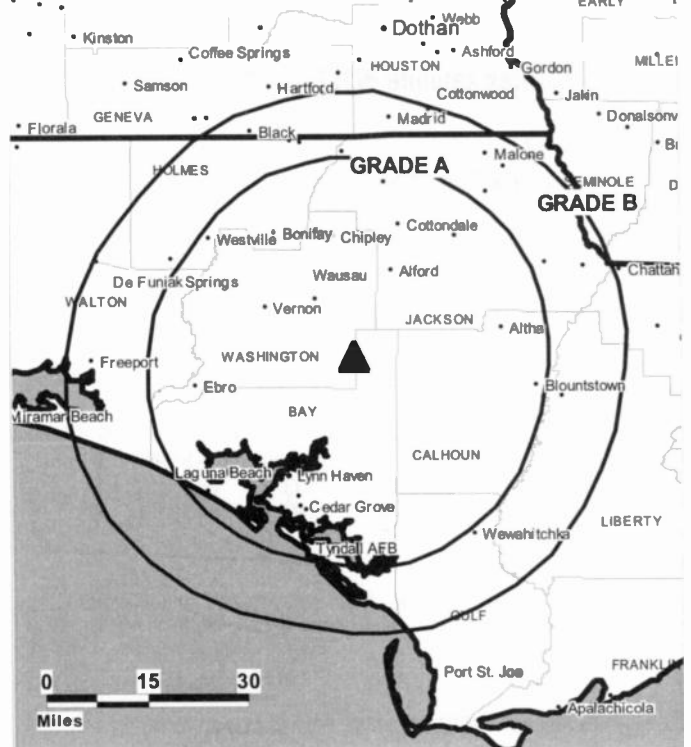 EARLY
Webb
Kinston
Dothan
Coffee Springs
Ashford
HOUSTON
Gordon
Samson
Hartford
Cottonwood
Jakin
GENEVA
Madrid
Donalsonv
Florala
Black
Malone
HOLMES
GRADE A
SEMINOLE
D
GRADE B
Westville
Bonifay
Chipley
Cottondale
De Funiak Springs
Wausau
Alford
Chattah
WALTON
Vernon
JACKSON
Altha
WASHINGTON
Freeport
Ebro
Blountstown
BAY
Miramar Beach
CALHOUN
Laguna Beach
Lynn Haven
Cedar Grove
LIBERTY
Tyndall AFB
Wewahitchka
GULF
Port St. Joe
FRANKLIN
0 15 30
Miles
Apalachicola